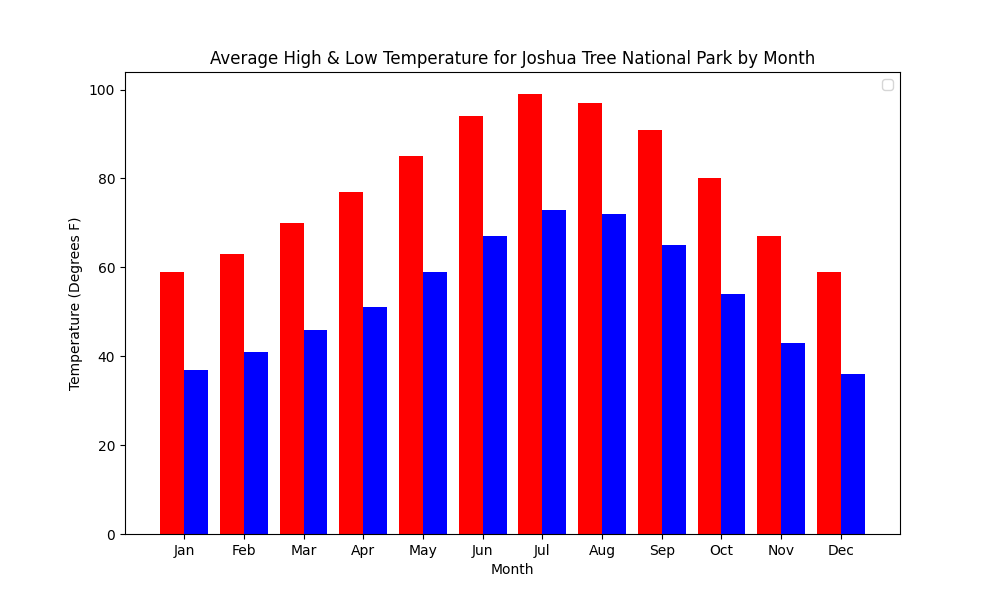 Average High & Low Temperature for Joshua Tree National Park by Month
Temperature (Degrees F)
100
80
60
40
20
0
Jan Feb Mar Apr May Jun Jul Aug Sep Oct Nov Dec
Month